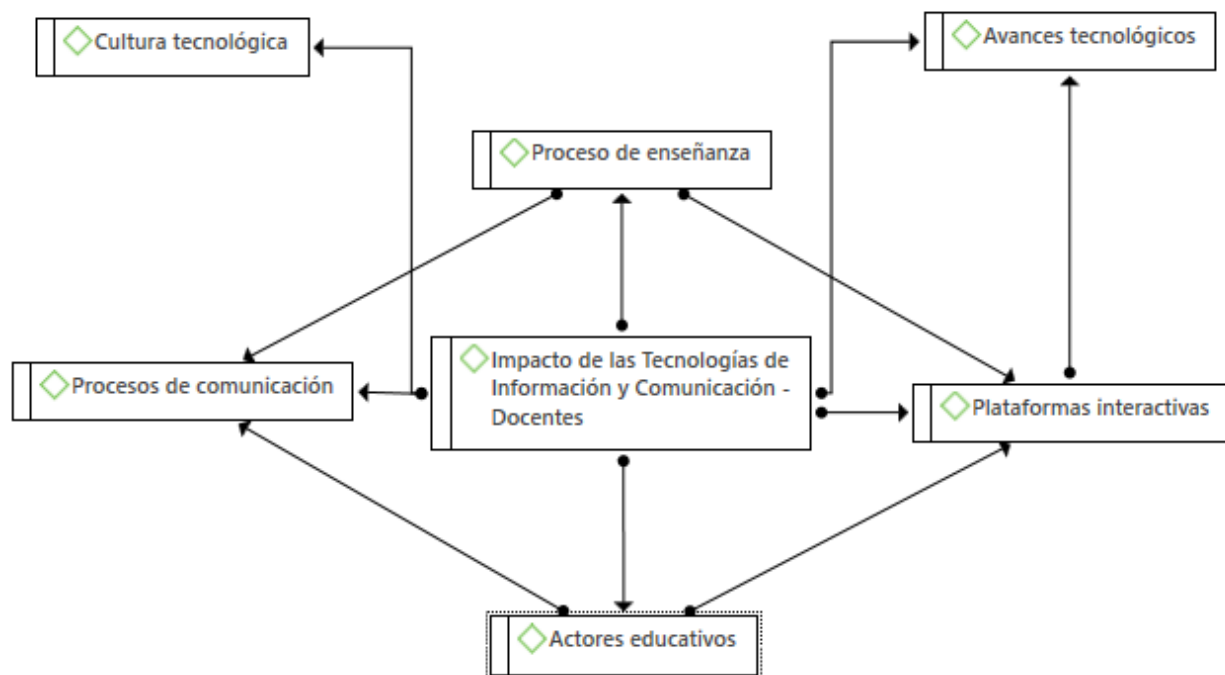 Cultura tecnológica
Avances tecnológicos
Proceso de enseñanza
Impacto de las Tecnologías de
Información y Comunicación -
Docentes
Procesos de comunicación
Plataformas interactivas
Actores educativos